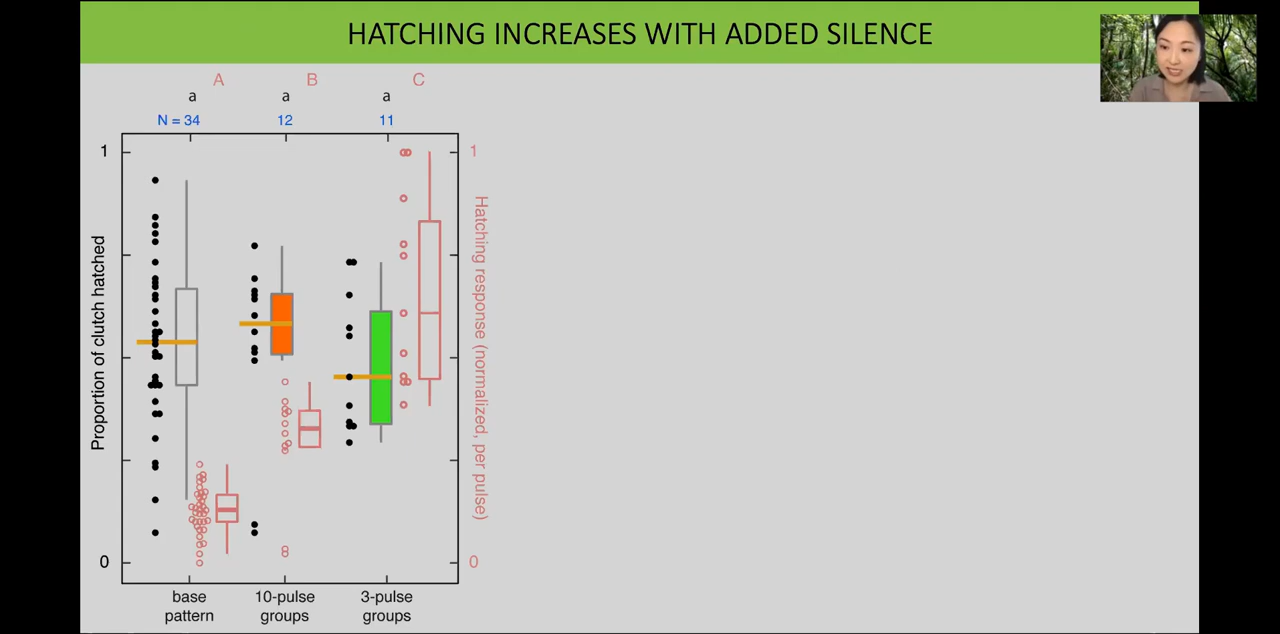 HATCHING INCREASES WITH ADDED SILENCE
A B C
a a a
N = 34 12 11
1 1
Proportion of clutch hatched
Hatching response (normalized, per pulse)
0 0
base pattern
10-pulse groups
3-pulse groups